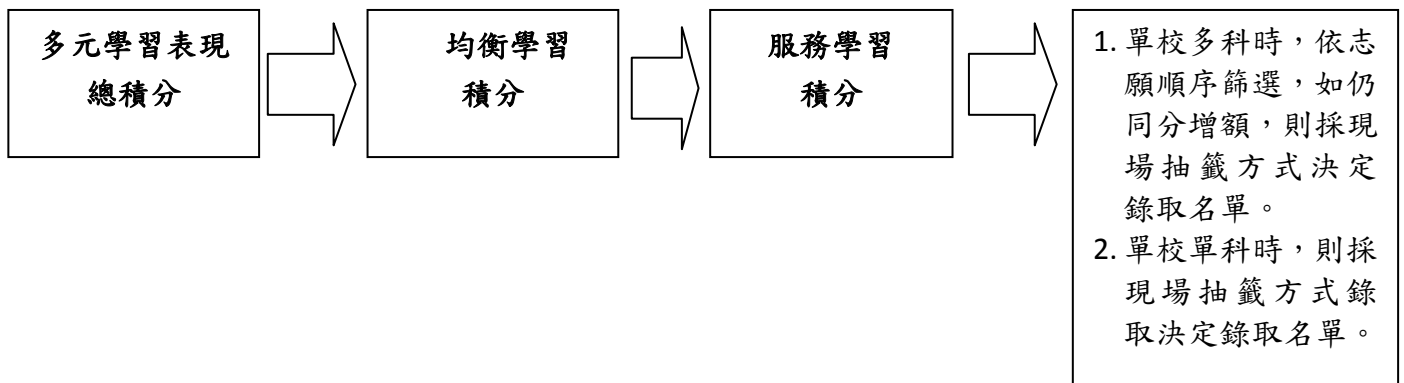 多元學習表現
總積分
均衡學習
積分
服務學習
積分
1. 單校多科時，依志
願順序篩選，如仍
同分增額，則採現
場抽籤方式決定
錄取名單。
2. 單校單科時，則採
現場抽籤方式錄
取決定錄取名單。